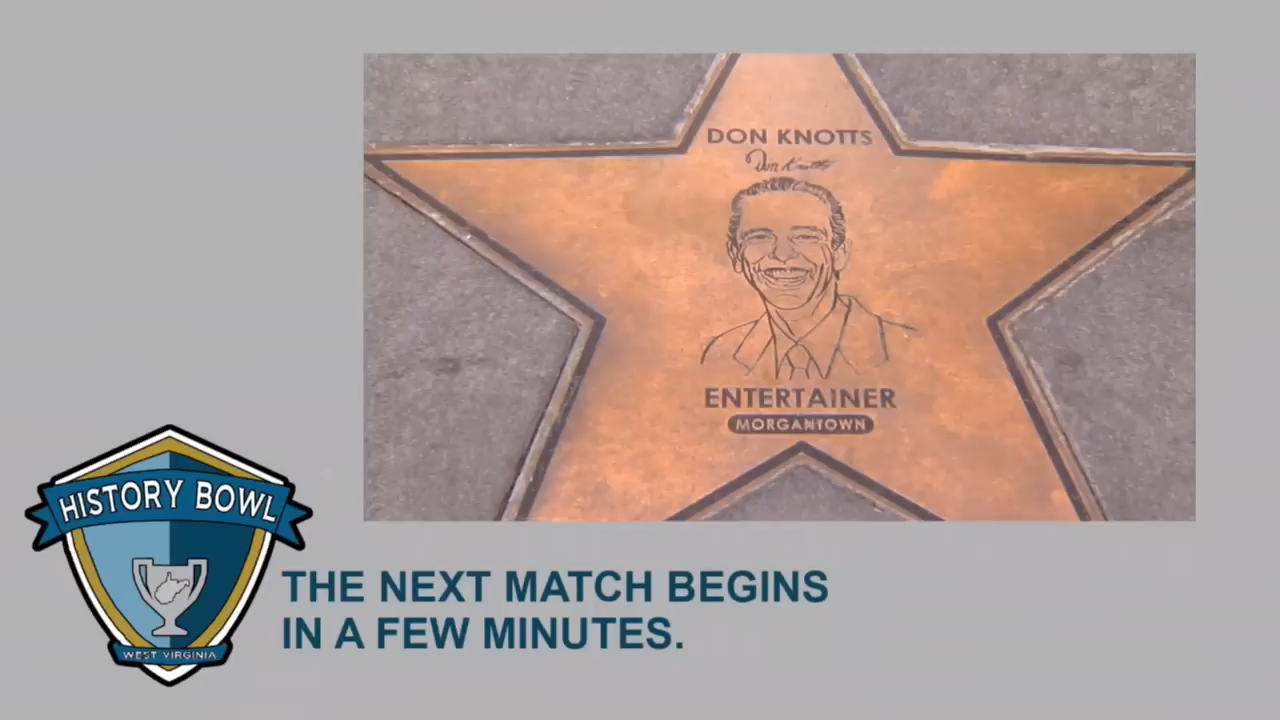 DON KNOTTS
Don Knotts
ENTERTAINER
MORGANTOWN
HISTORY BOWL
WEST VIRGINIA
THE NEXT MATCH BEGINS
IN A FEW MINUTES.